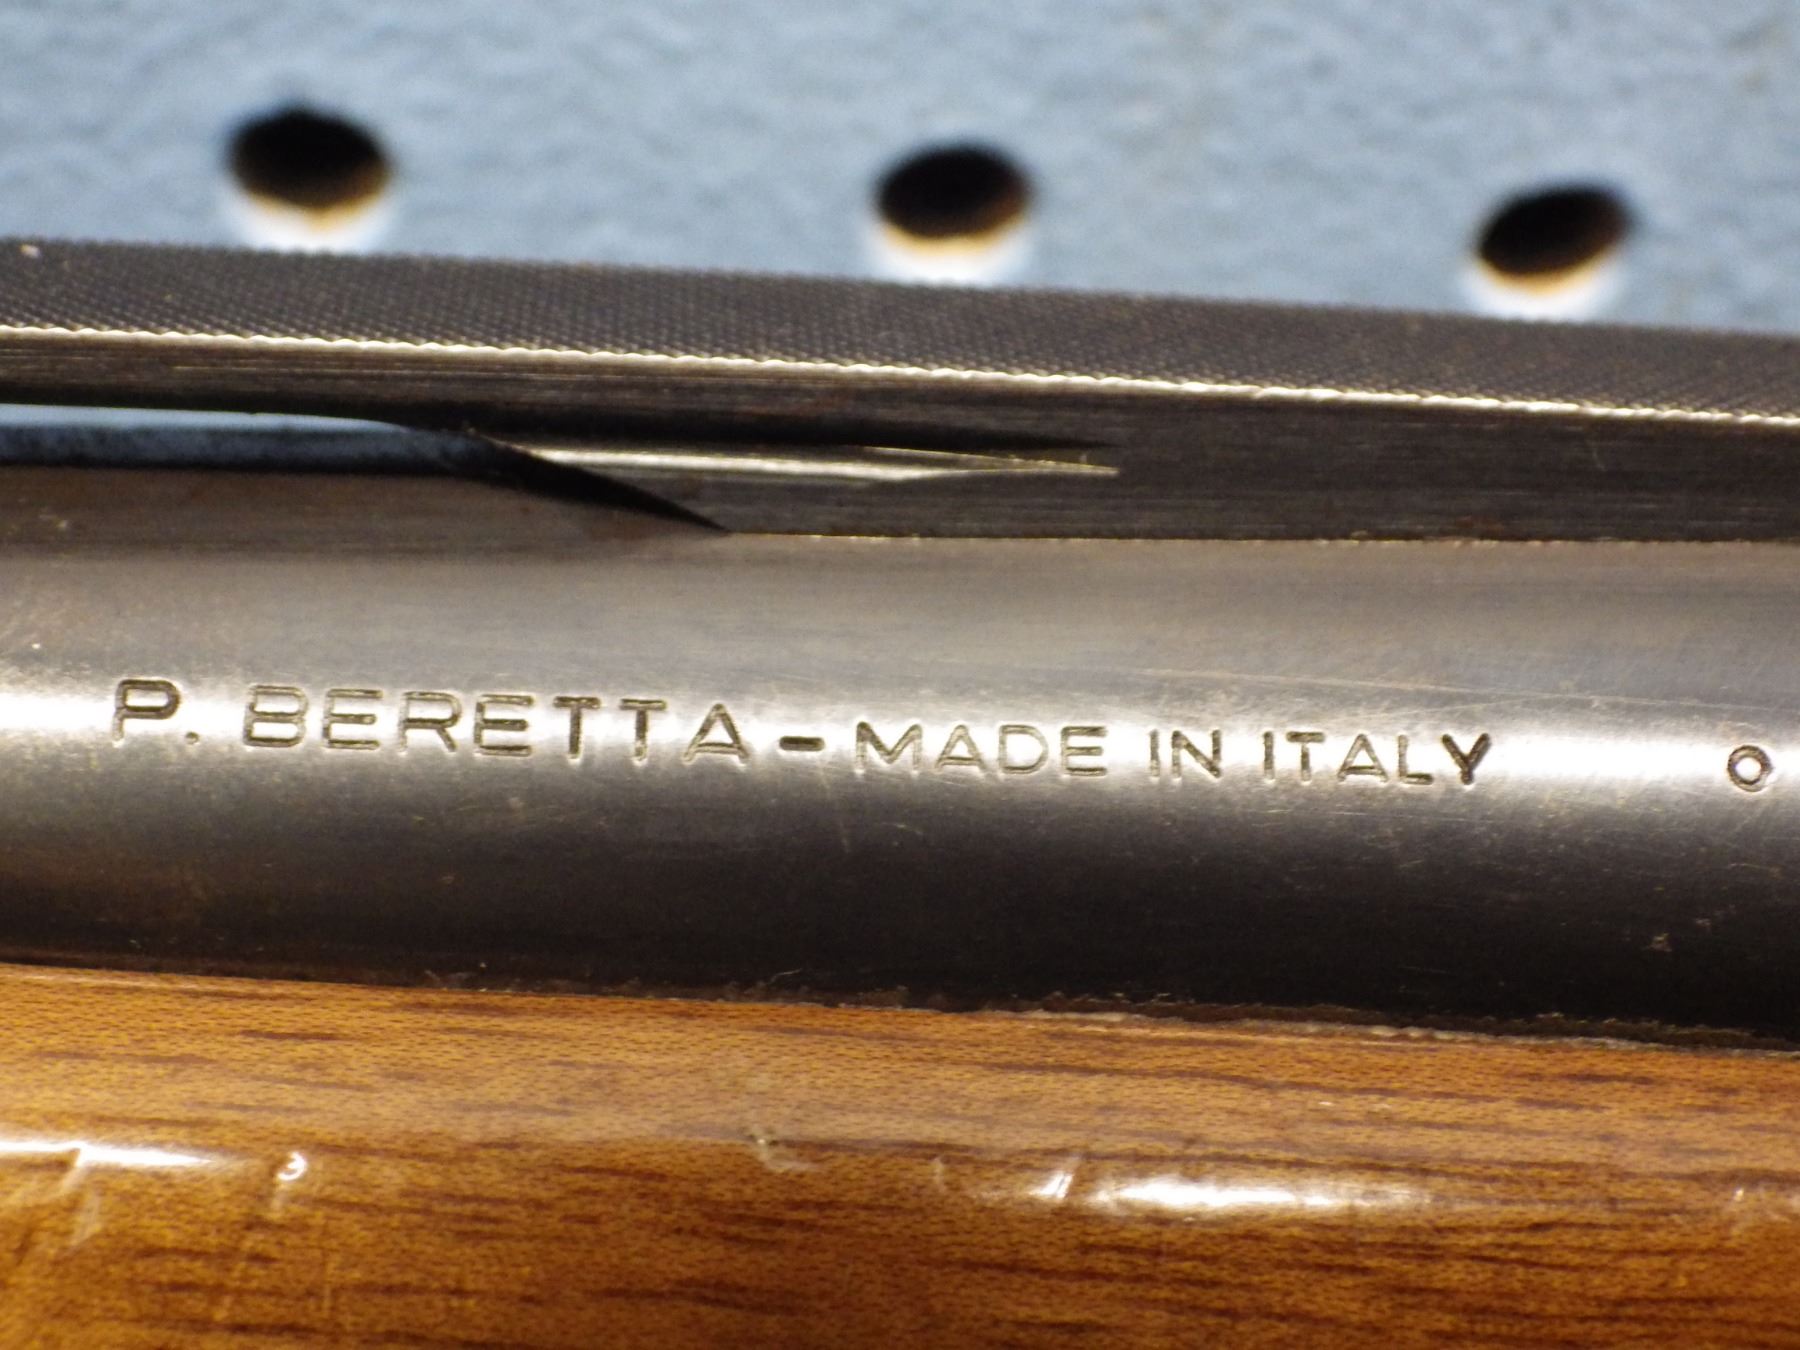 P. BERETTA - MADE IN ITALY O